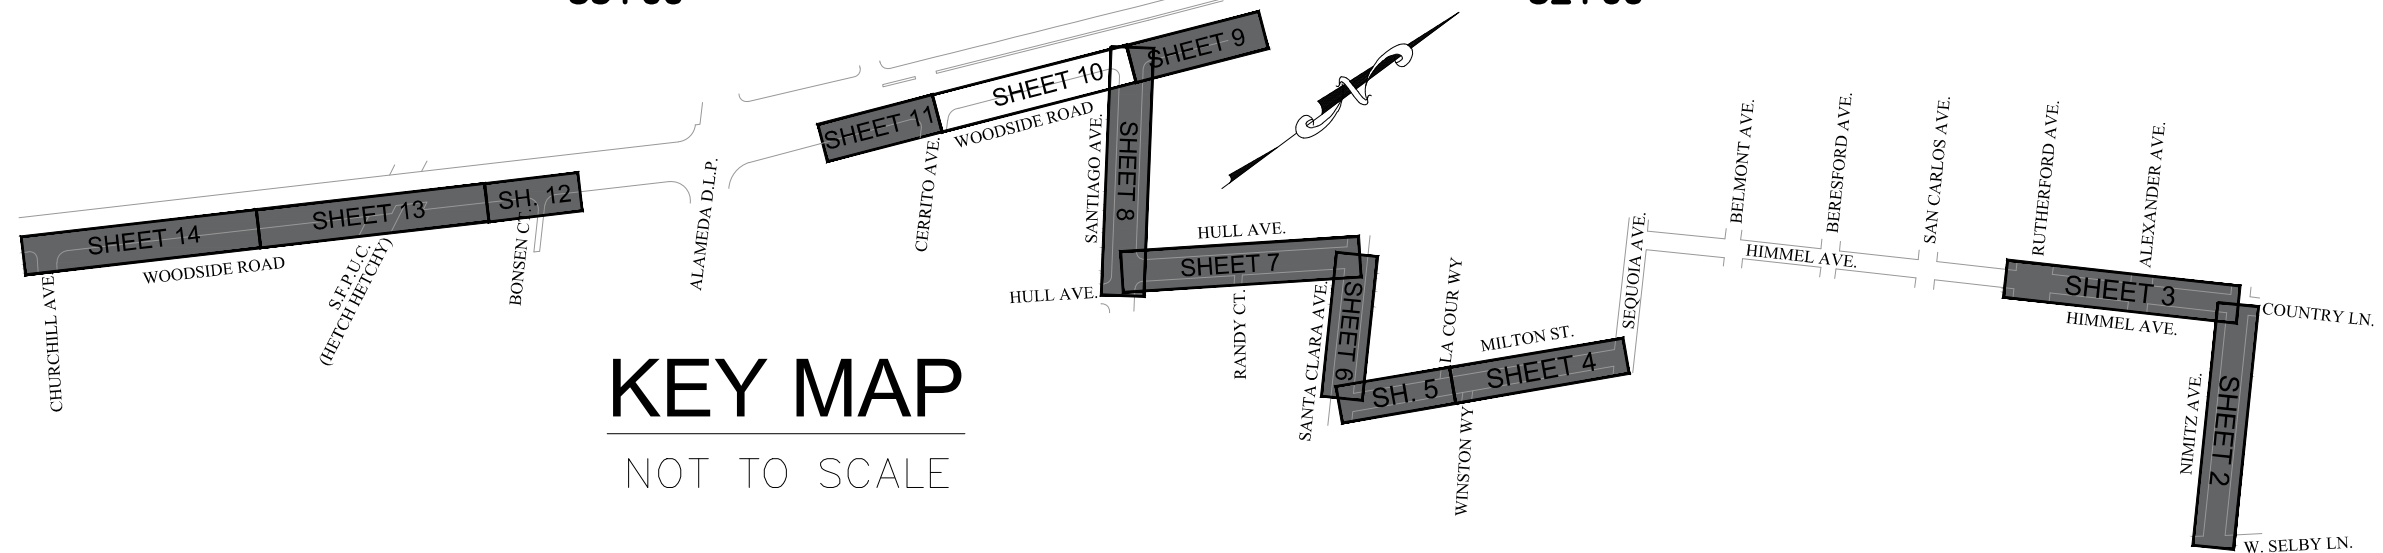 SHEET 9
SHEET 10
SHEET 11
WOODSIDE ROAD
SHEET 8
SANTIAGO AVE.
CERRITO AVE.
ALAMEDA D.L.P.
SH. 12
SHEET 13
SHEET 14
WOODSIDE ROAD
CHURCHILL AVE.
S.F.P.U.C.
(HETCH HETCHY)
BONSEN CT.
HULL AVE.
SHEET 7
HULL AVE.
RANDY CT.
SANTA CLARA AVE.
SHEET 6
LA COUR WY
SH. 5
SHEET 4
MILTON ST.
WINSTON WY
SEQUOIA AVE.
BELMONT AVE.
BERESFORD AVE.
SAN CARLOS AVE.
RUTHERFORD AVE.
ALEXANDER AVE.
HIMMEL AVE.
SHEET 3
HIMMEL AVE.
COUNTRY LN.
NIMITZ AVE.
SHEET 2
W. SELBY LN.
KEY MAP
NOT TO SCALE